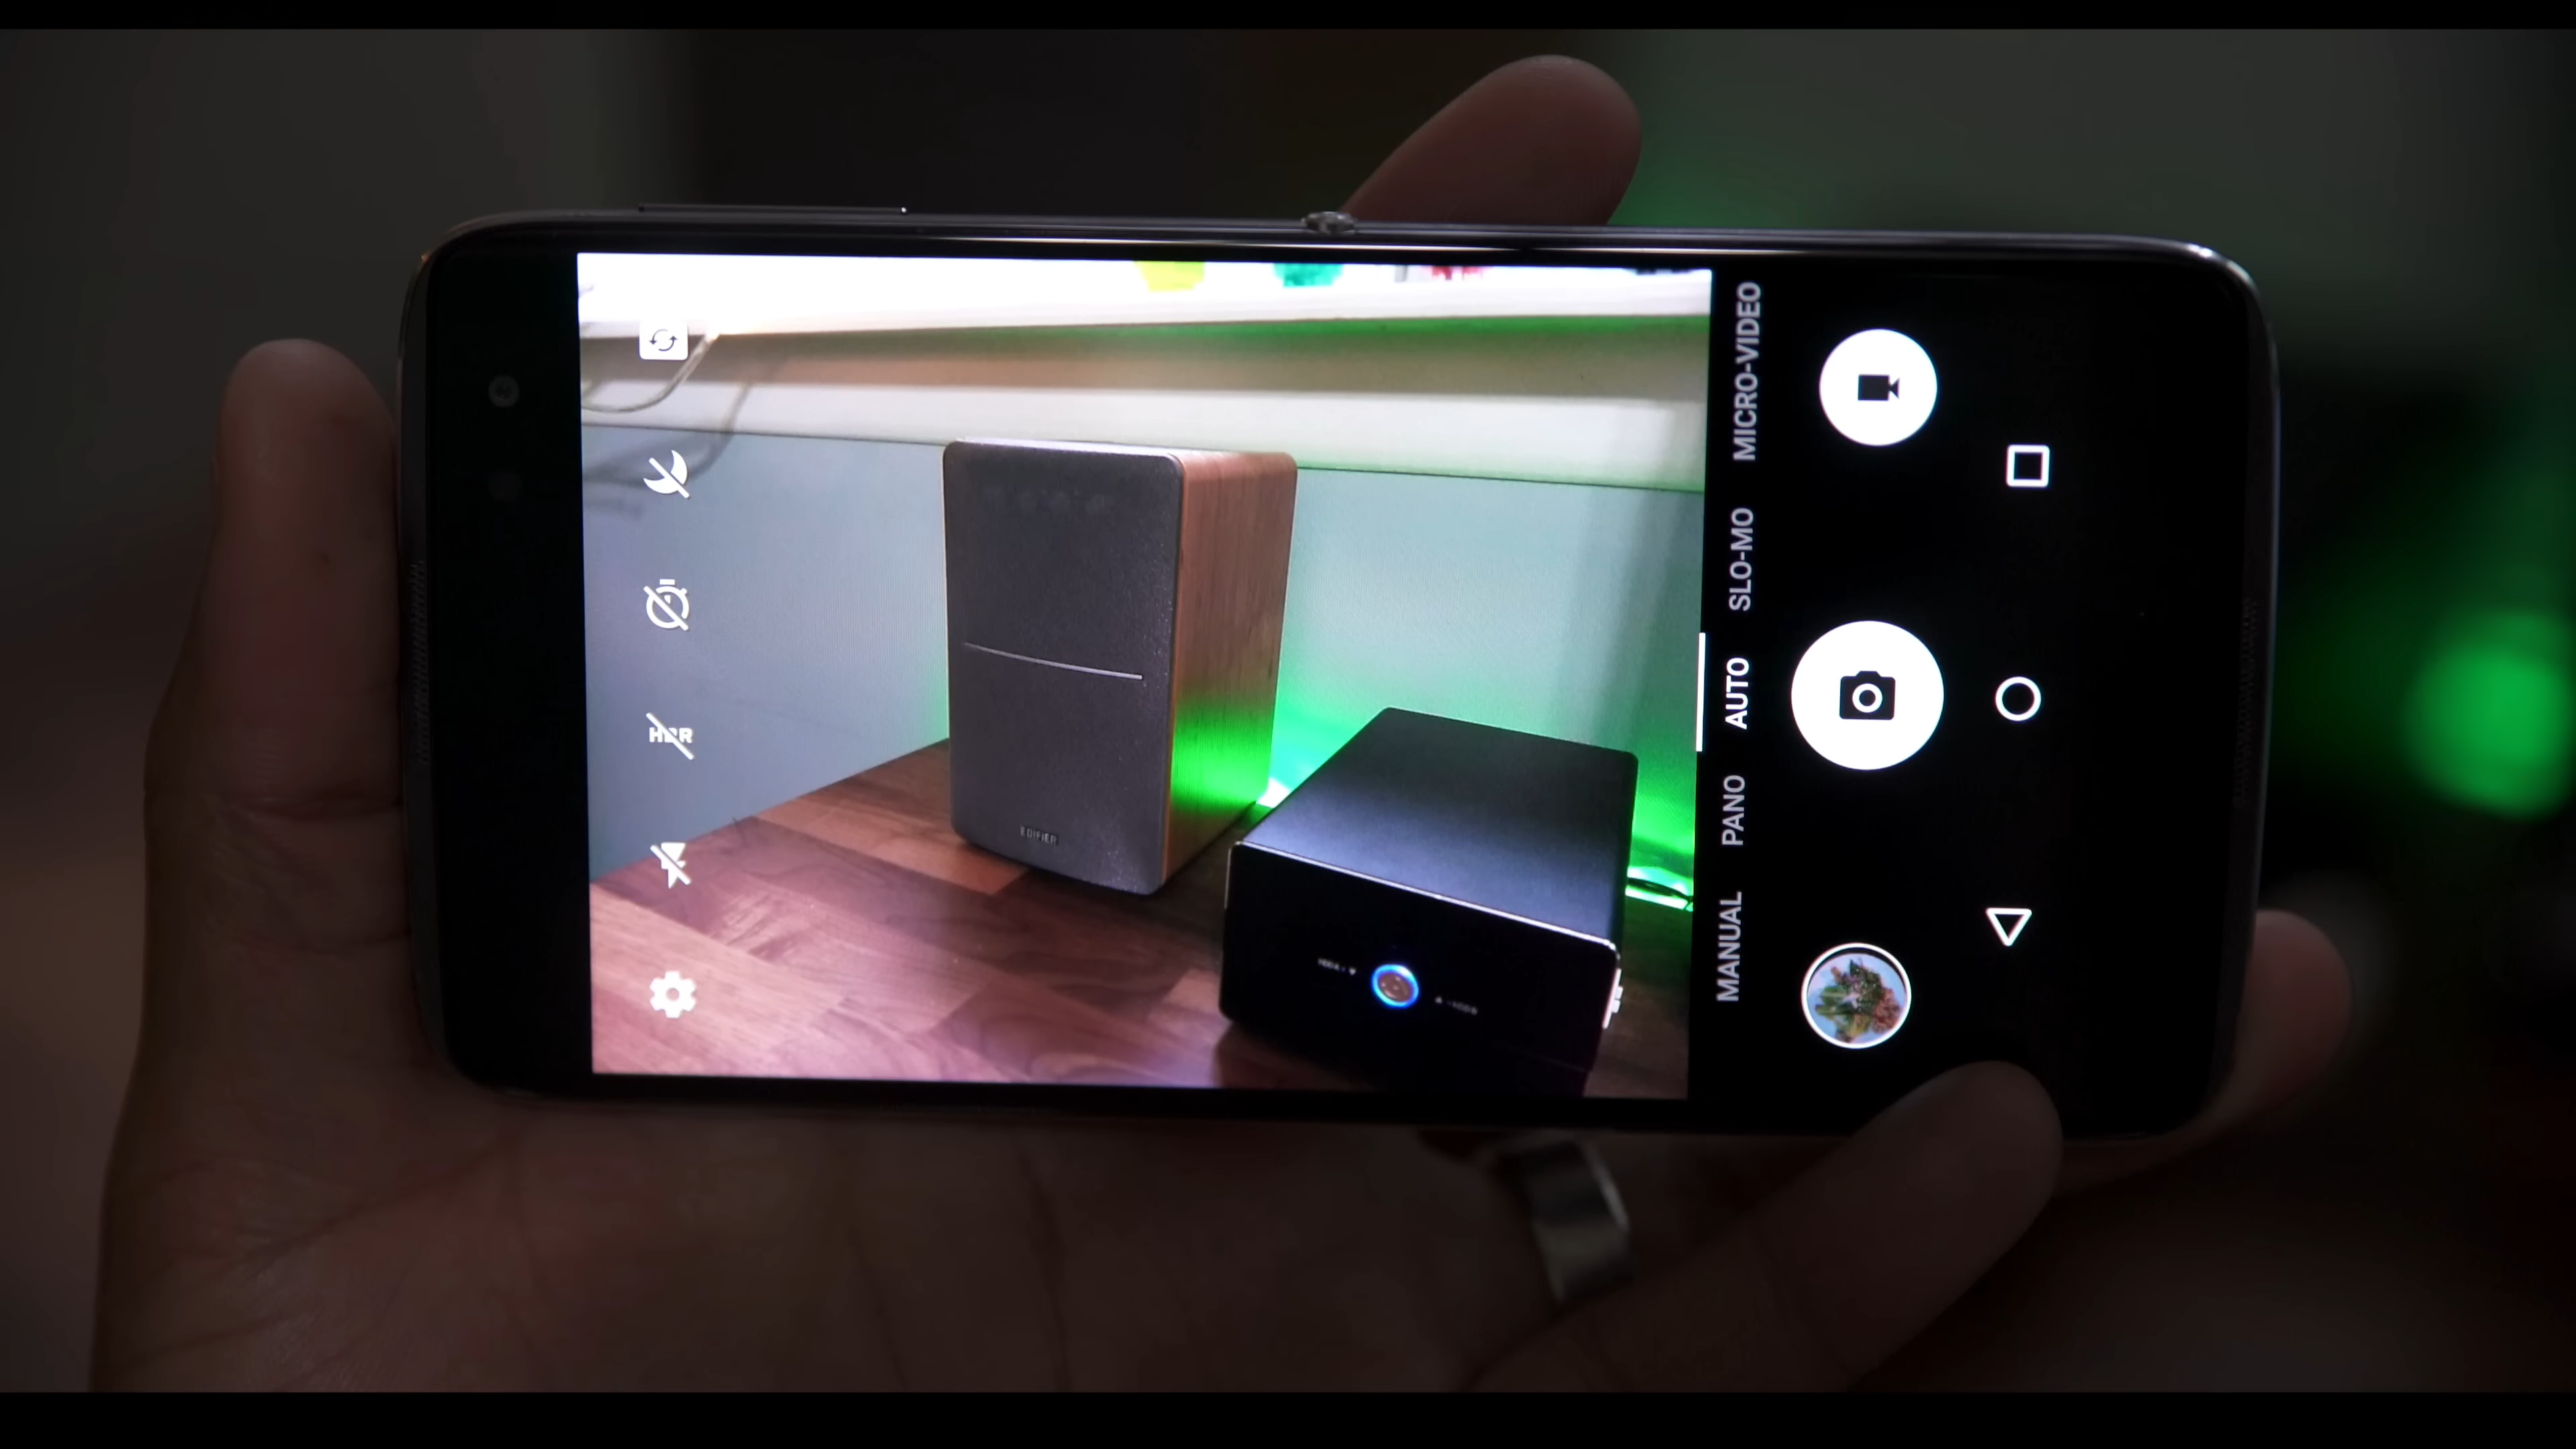 MICRO-VIDEO
SLO-MO
AUTO
PANO
MANUAL
HDR
EDIFIER